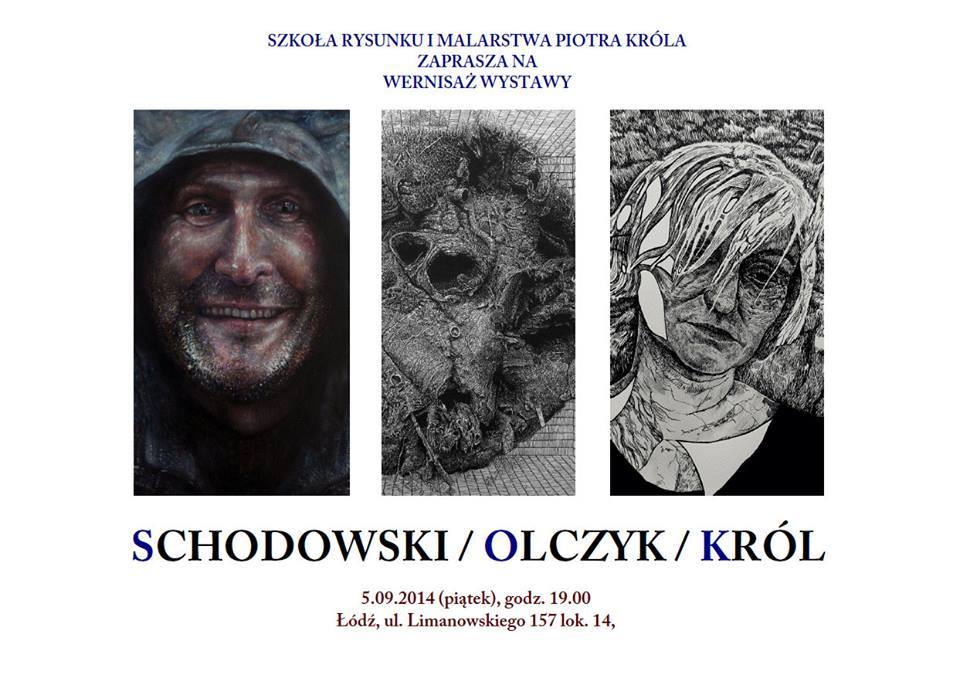 SZKOŁA RYSUNKU I MALARSTWA PIOTRA KRÓLA
ZAPRASZA NA
WERNISAŻ WYSTAWY
SCHODOWSKI / OLCZYK / KRÓL
5.09.2014 (piątek), godz. 19.00
Łódź, ul. Limanowskiego 157 lok. 14,